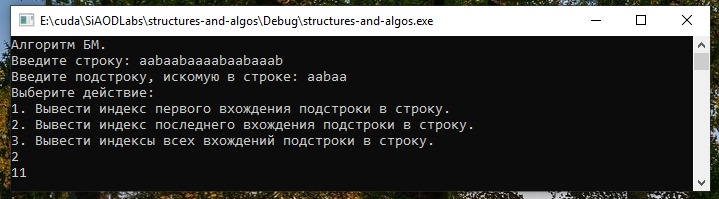 E:\cuda\SiAODLabs\structures-and-algos\Debug\structures-and-algos.exe
Алгоритм БМ.
Введите строку: aabaabaaaabaabaaab
Введите подстроку, искомую в строке: aabaa
Выберите действие:
1. Вывести индекс первого вхождения подстроки в строку.
2. Вывести индекс последнего вхождения подстроки в строку.
3. Вывести индексы всех вхождений подстроки в строку.
2
11